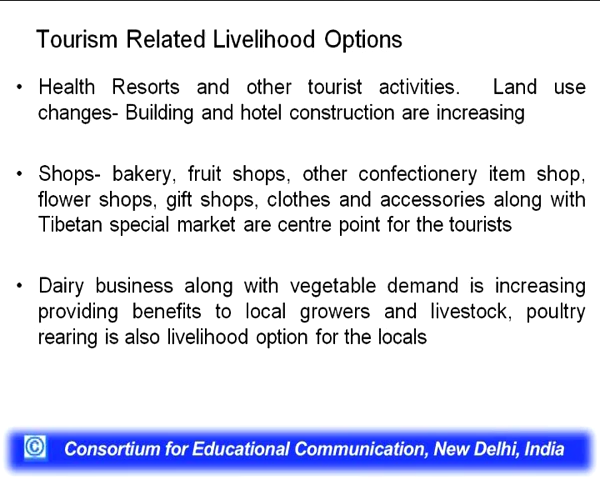 Tourism Related Livelihood Options
• Health Resorts and other tourist activities. Land use
changes- Building and hotel construction are increasing
• Shops- bakery, fruit shops, other confectionery item shop,
flower shops, gift shops, clothes and accessories along with
Tibetan special market are centre point for the tourists
• Dairy business along with vegetable demand is increasing
providing benefits to local growers and livestock, poultry
rearing is also livelihood option for the locals
© Consortium for Educational Communication, New Delhi, India